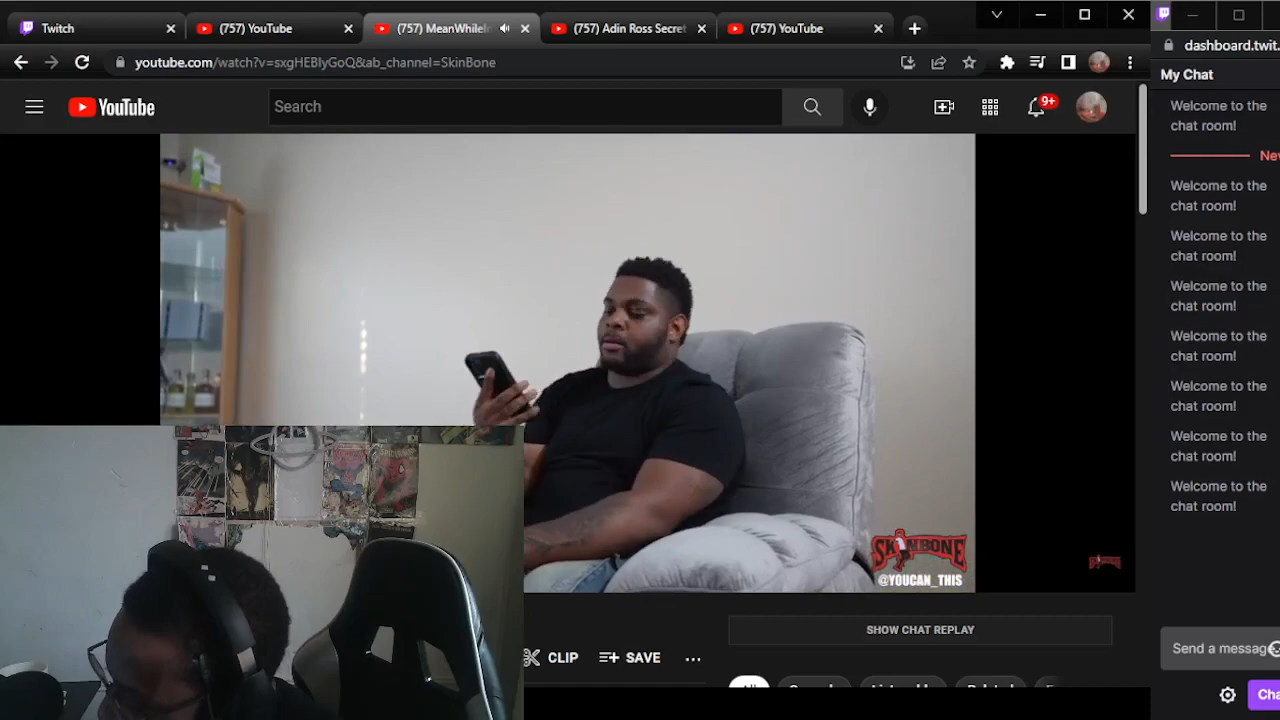 Twitch
(757) YouTube
(757) MeanWhileIn
(757) Adin Ross Secret
(757) YouTube
youtube.com/watch?v=sxgHEBlyGoQ&ab_channel=SkinBone
dashboard.twit.
YouTube
Search
9+
My Chat
Welcome to the
chat room!
Nev
Welcome to the
chat room!
Welcome to the
chat room!
Welcome to the
chat room!
Welcome to the
chat room!
Welcome to the
chat room!
Welcome to the
chat room!
Welcome to the
chat room!
SKINBONE
@YOUCAN_THIS
SHOW CHAT REPLAY
CLIP
SAVE
Send a message
Cha